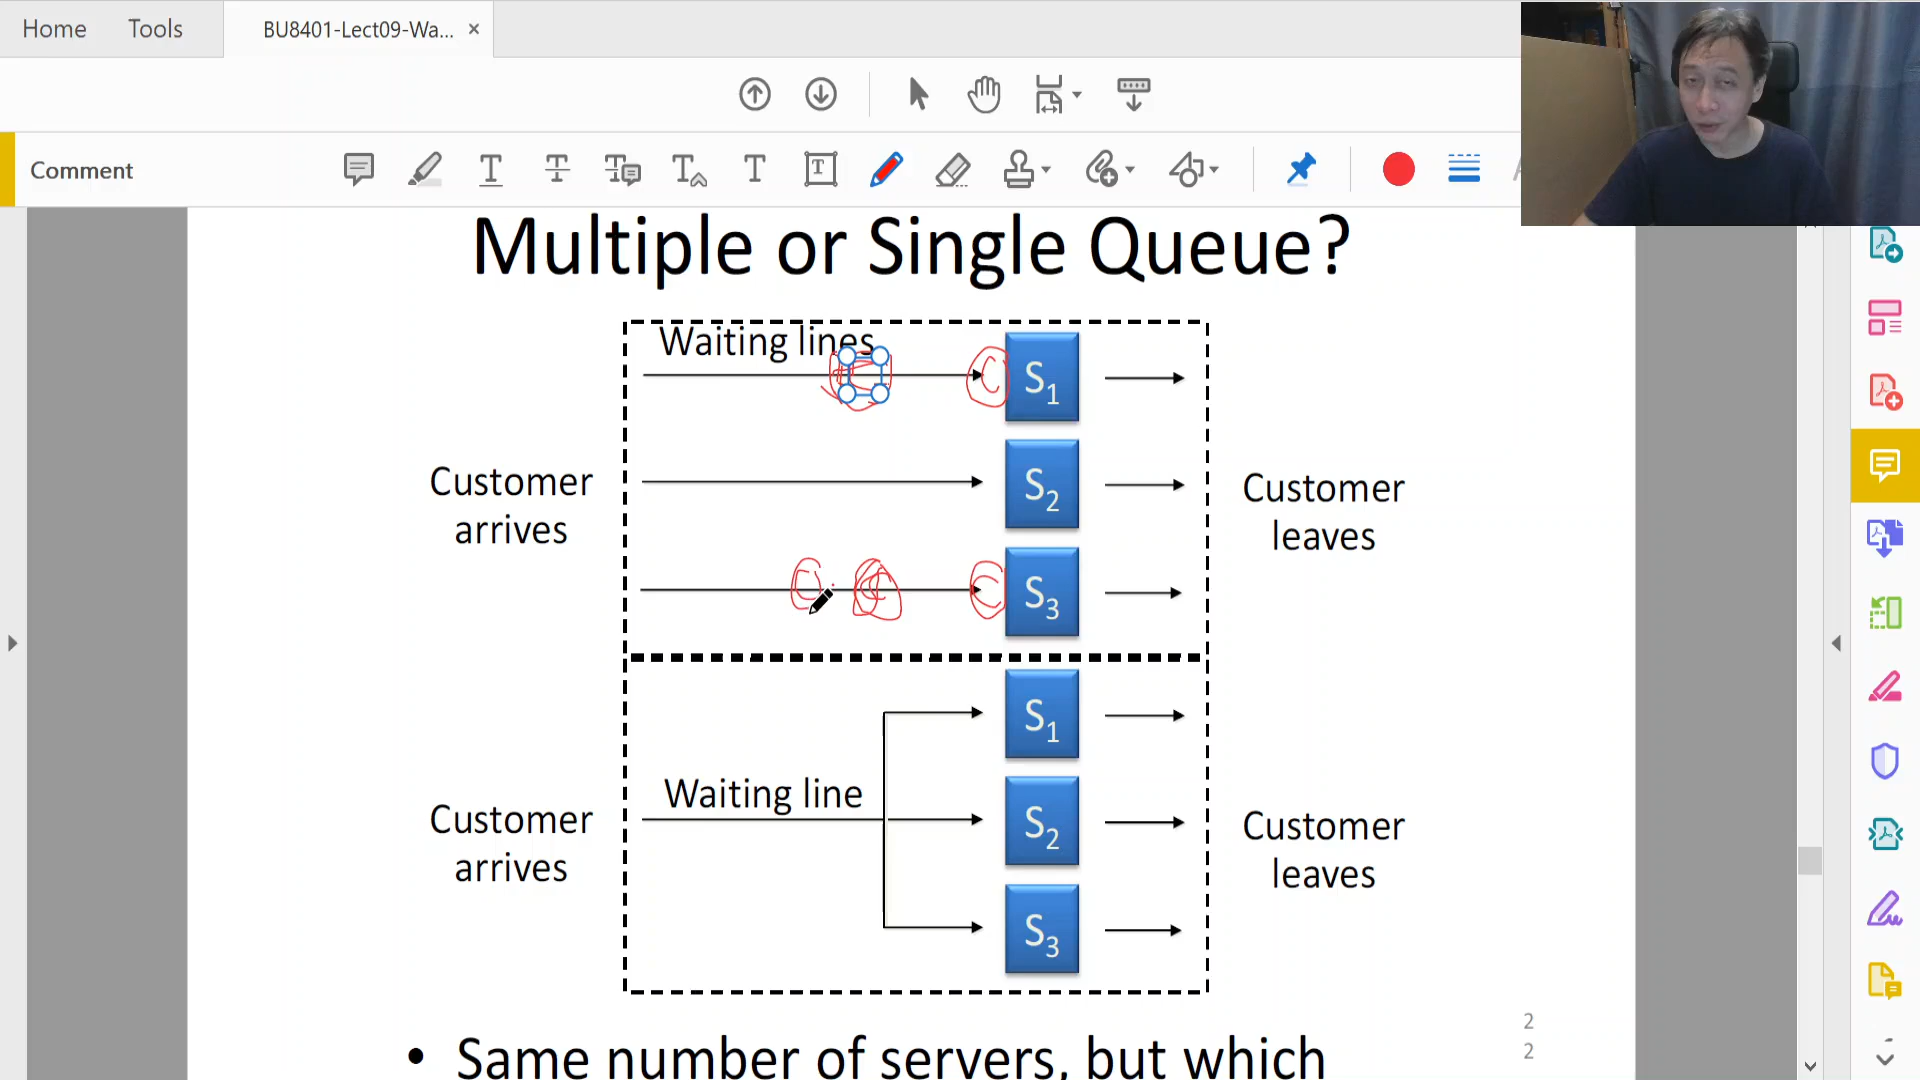 Home Tools BU8401-Lect09-Wa... ×
Comment
Multiple or Single Queue?
Waiting lines
C C S1
Customer arrives
S2
Customer leaves
C C C S3
S1
Waiting line
Customer arrives
S2
Customer leaves
S3
2
2
• Same number of servers, but which